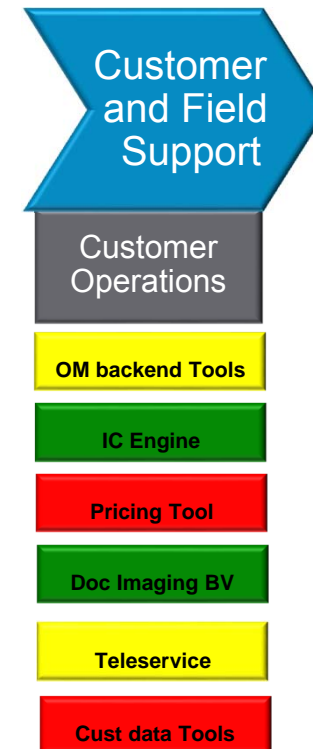 Customer
and Field
Support
Customer
Operations
OM backend Tools
IC Engine
Pricing Tool
Doc Imaging BV
Teleservice
Cust data Tools